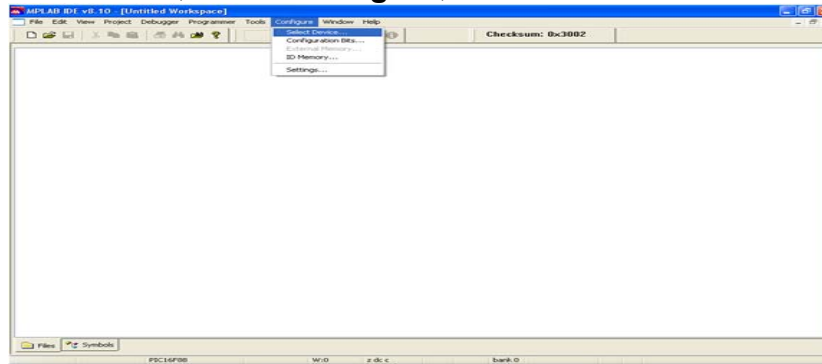 MPLAB IDE v8.10 - [Untitled Workspace]
File Edit View Project Debugger Programmer Tools Configure Window Help
Select Device...
Checksum: 0x3002
Configuration Bits...
External Memory...
ID Memory...
Settings...
Files Symbols
PIC16F88 W:0 z dc c bank 0